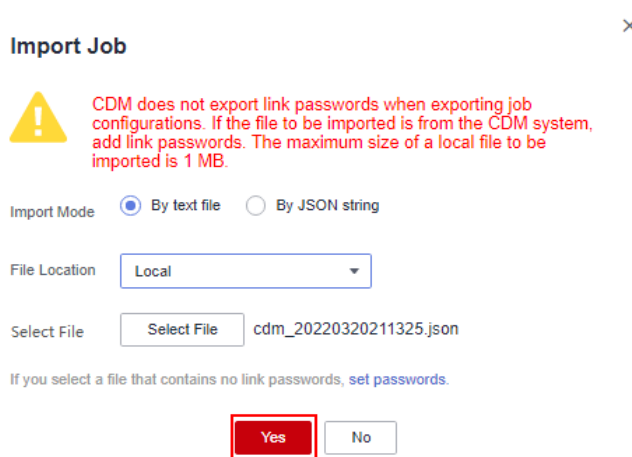 Import Job
CDM does not export link passwords when exporting job
configurations. If the file to be imported is from the CDM system,
add link passwords. The maximum size of a local file to be
imported is 1 MB.
Import Mode By text file By JSON string
File Location Local
Select File Select File cdm_20220320211325.json
If you select a file that contains no link passwords, set passwords.
Yes No